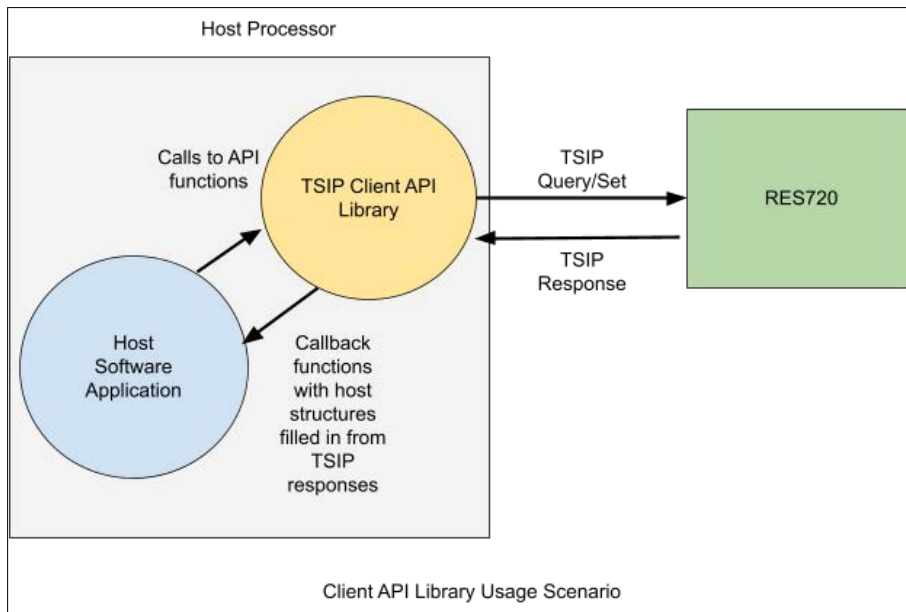 Host Processor
Calls to API
functions
TSIP Client API
Library
TSIP
Query/Set
RES720
TSIP
Response
Host
Software
Application
Callback
functions
with host
structures
filled in from
TSIP
responses
Client API Library Usage Scenario